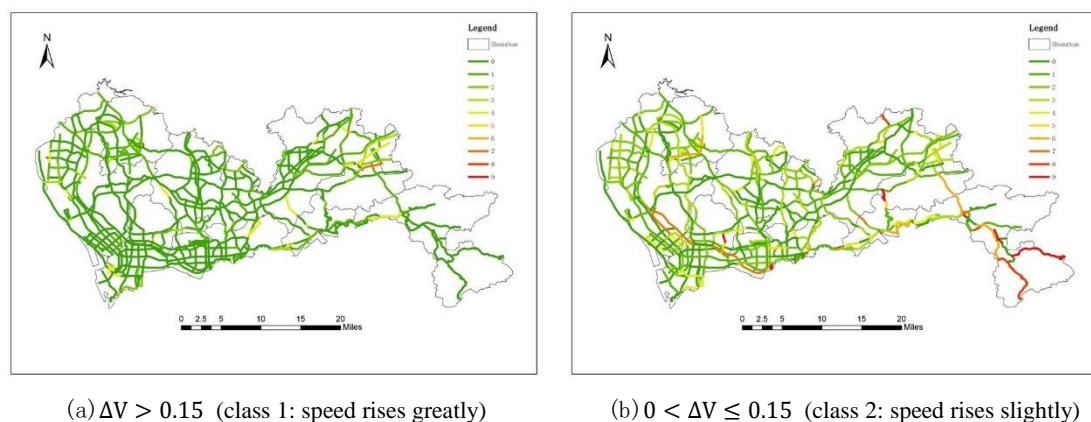 Legend
N
Shenzhen
0
1
2
3
4
5
6
7
8
9
0 2.5 5 10 15 20
Miles
Legend
N
Shenzhen
0
1
2
3
4
5
6
7
8
9
0 2.5 5 10 15 20
Miles
(a) ΔV > 0.15 (class 1: speed rises greatly)
(b) 0 < ΔV ≤ 0.15 (class 2: speed rises slightly)